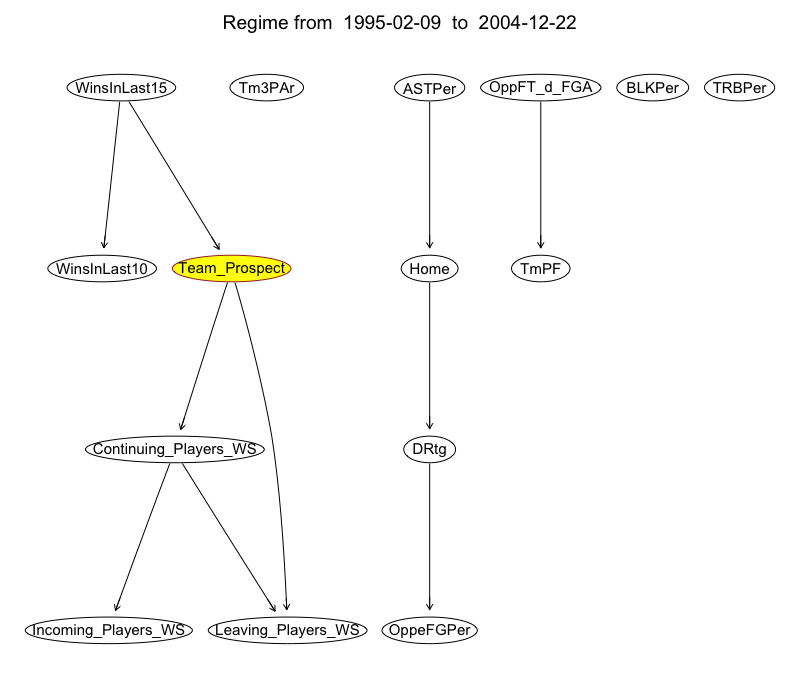 Regime from 1995-02-09 to 2004-12-22
WinsInLast15
Tm3PAr
ASTPer
OppFT_d_FGA
BLKPer
TRBPer
WinsInLast10
Team_Prospect
Home
TmPF
Continuing_Players_WS
DRtg
Incoming_Players_WS
Leaving_Players_WS
OppeFGPer